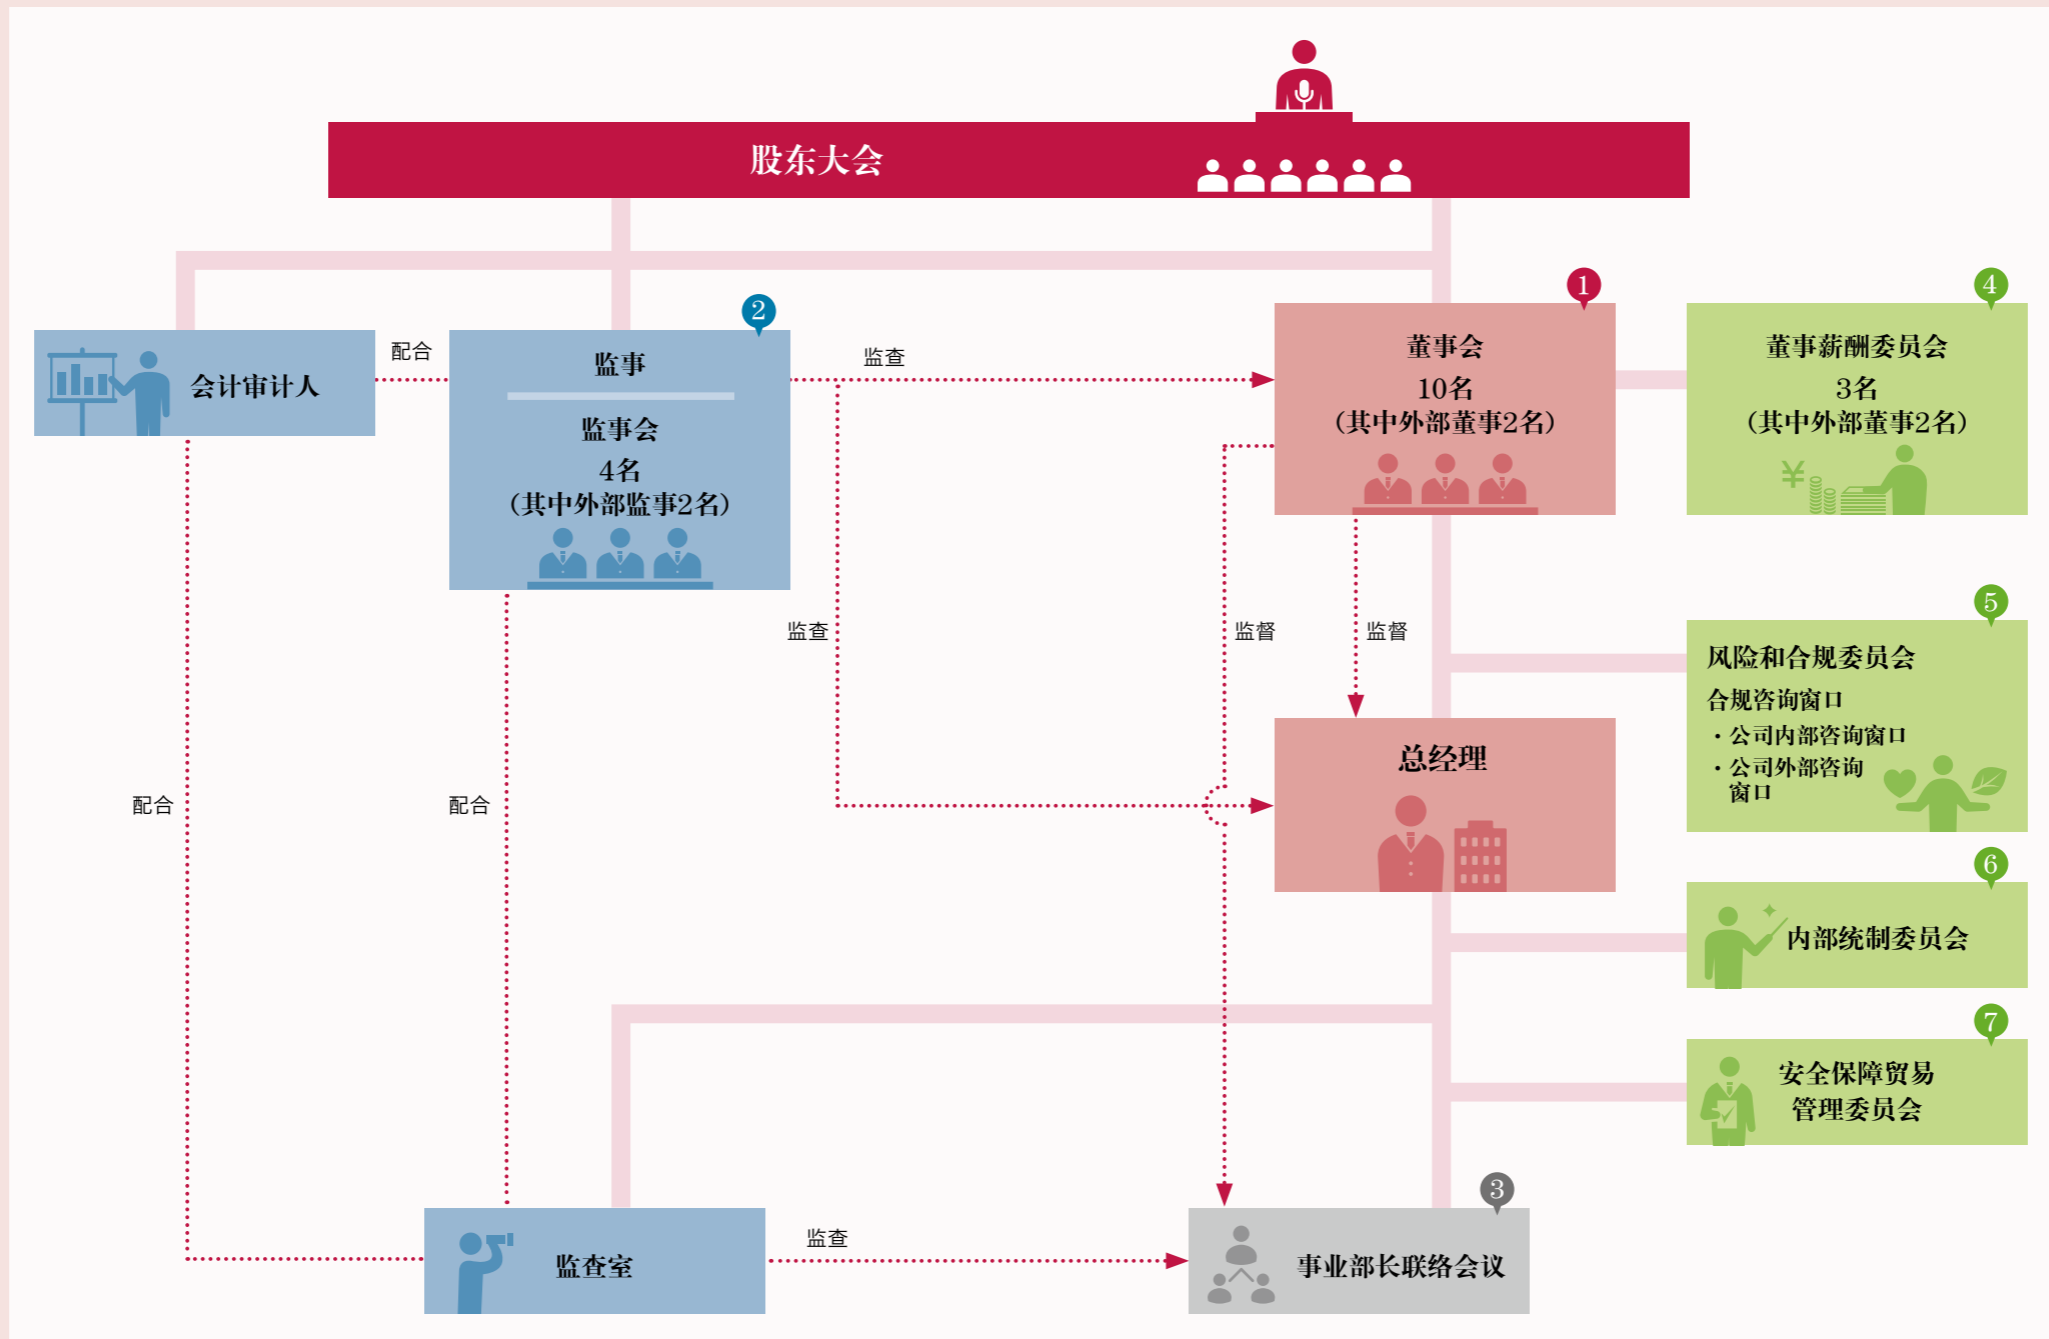 股东大会
1
4
2
配合
监查
会计审计人
监事
监事会
4名
（其中外部监事2名）
董事会
10名
（其中外部董事2名）
董事薪酬委员会
3名
（其中外部董事2名）
¥
5
监查
监督
监督
风险和合规委员会
合规咨询窗口
・公司内部咨询窗口
・公司外部咨询
窗口
总经理
配合
配合
6
内部统制委员会
7
安全保障贸易
管理委员会
3
监查室
监查
事业部长联络会议